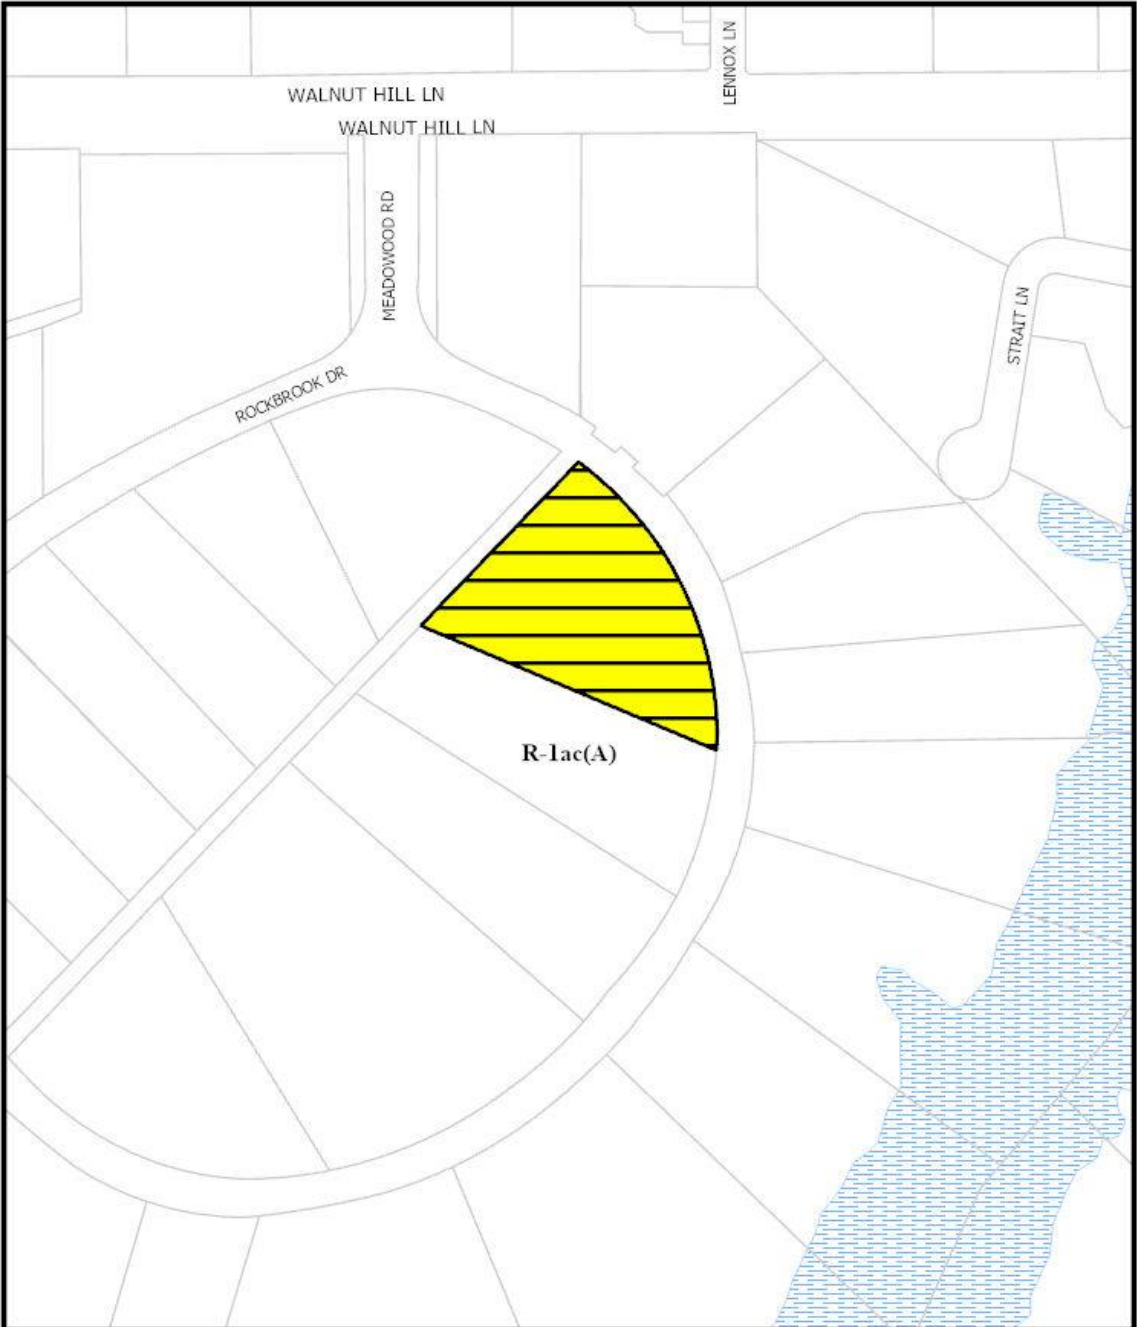 LENNOX LN
WALNUT HILL LN
WALNUT HILL LN
MEADOWOOD RD
STRAIT LN
ROCKBROOK DR
R-1ac(A)